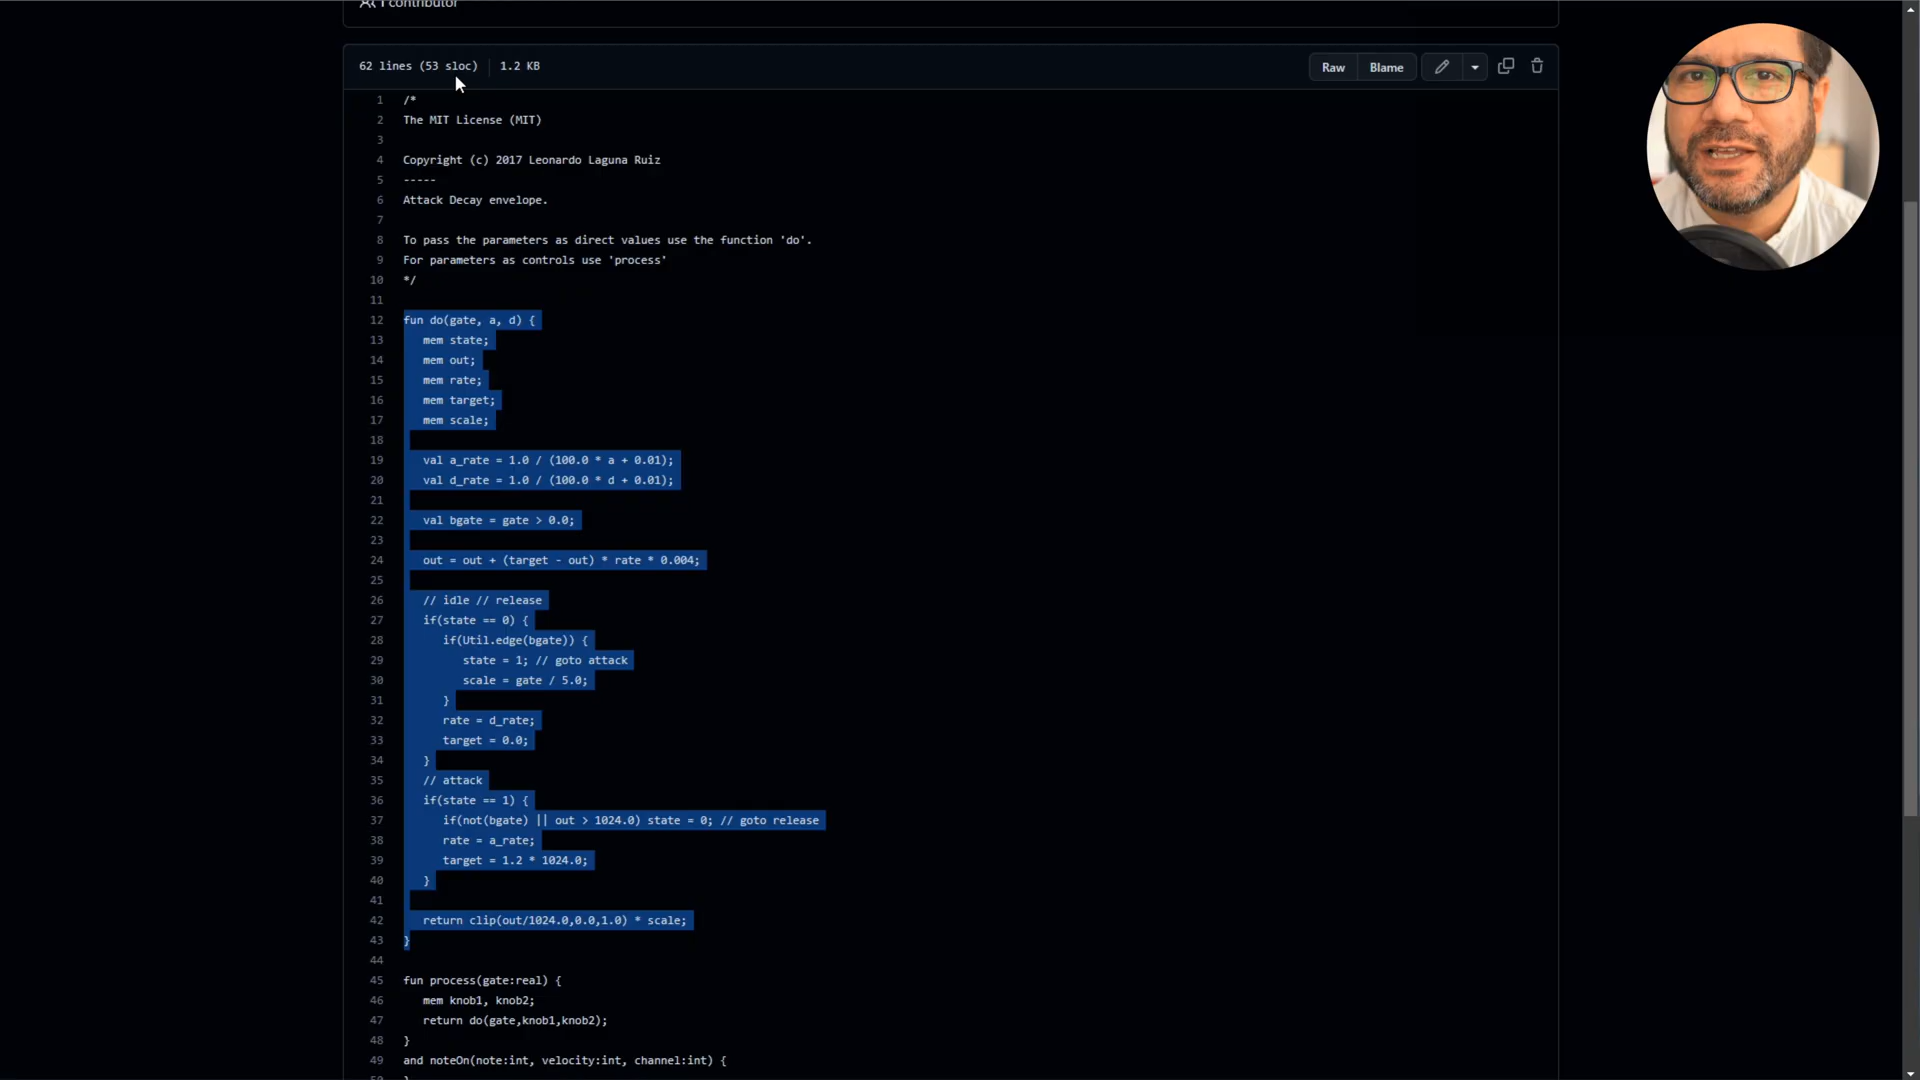 1 contributor
62 lines (53 sloc) 1.2 KB
Raw Blame
1 /*
2 The MIT License (MIT)
3
4 Copyright (c) 2017 Leonardo Laguna Ruiz
5 -----
6 Attack Decay envelope.
7
8 To pass the parameters as direct values use the function 'do'.
9 For parameters as controls use 'process'
10 */
11
12 fun do(gate, a, d) {
13 mem state;
14 mem out;
15 mem rate;
16 mem target;
17 mem scale;
18
19 val a_rate = 1.0 / (100.0 * a + 0.01);
20 val d_rate = 1.0 / (100.0 * d + 0.01);
21
22 val bgate = gate > 0.0;
23
24 out = out + (target - out) * rate * 0.004;
25
26 // idle // release
27 if(state == 0) {
28 if(Util.edge(bgate)) {
29 state = 1; // goto attack
30 scale = gate / 5.0;
31 }
32 rate = d_rate;
33 target = 0.0;
34 }
35 // attack
36 if(state == 1) {
37 if(not(bgate) || out > 1024.0) state = 0; // goto release
38 rate = a_rate;
39 target = 1.2 * 1024.0;
40 }
41
42 return clip(out/1024.0,0.0,1.0) * scale;
43 }
44
45 fun process(gate:real) {
46 mem knob1, knob2;
47 return do(gate,knob1,knob2);
48 }
49 and noteOn(note:int, velocity:int, channel:int) {